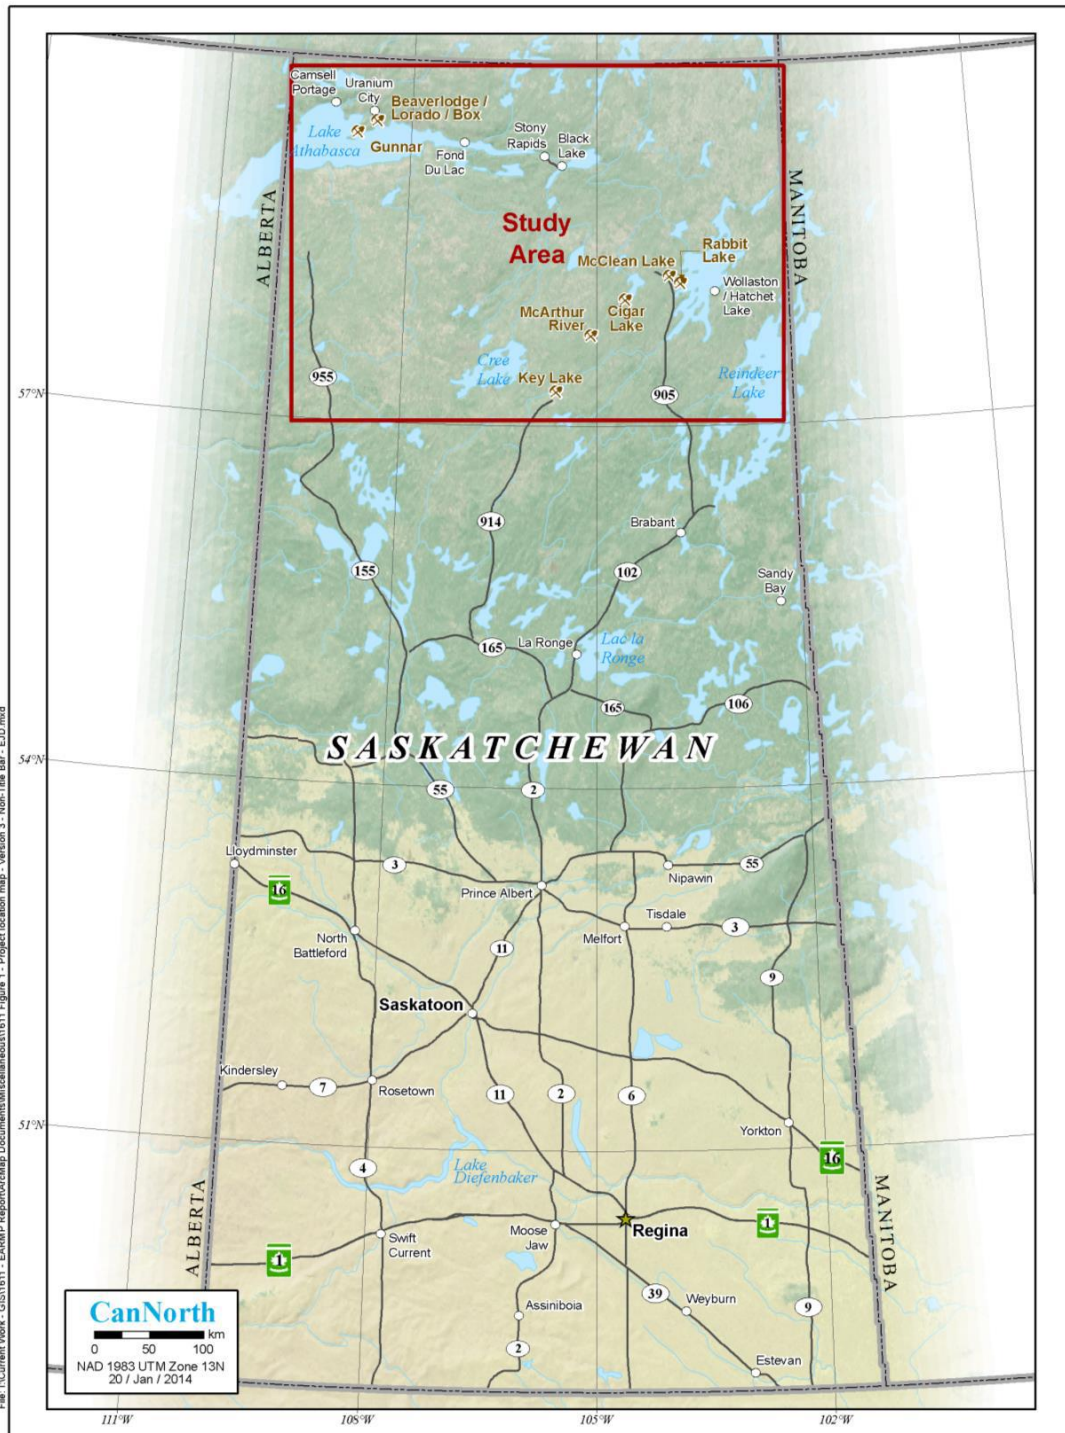 Camsell
Portage
Uranium
City
Beaverlodge /
Lorado / Box
Lake
Athabasca
Gunnar
Fond
Du Lac
Stony
Rapids
Black
Lake
ALBERTA
MANITOBA
Study
Area
McClean Lake
Rabbit
Lake
Wollaston
/ Hatchet
Lake
McArthur
River
Cigar
Lake
Cree
Lake
Key Lake
Reindeer
Lake
955
905
57°N
914
Brabant
155
102
Sandy
Bay
La Ronge
Lac la
Ronge
165
165
106
SASKATCHEWAN
54°N
55
2
Lloydminster
3
55
Nipawin
16
Prince Albert
Tisdale
North
Battleford
Melfort
3
11
9
Saskatoon
Kindersley
7
Rosetown
11
2
6
51°N
Yorkton
16
4
Lake
Diefenbaker
ALBERTA
MANITOBA
Swift
Current
Moose
Jaw
Regina
1
1
39
Weyburn
9
Assiniboia
2
Estevan
CanNorth
0 50 100 km
NAD 1983 UTM Zone 13N
20 / Jan / 2014
111°W
108°W
105°W
102°W